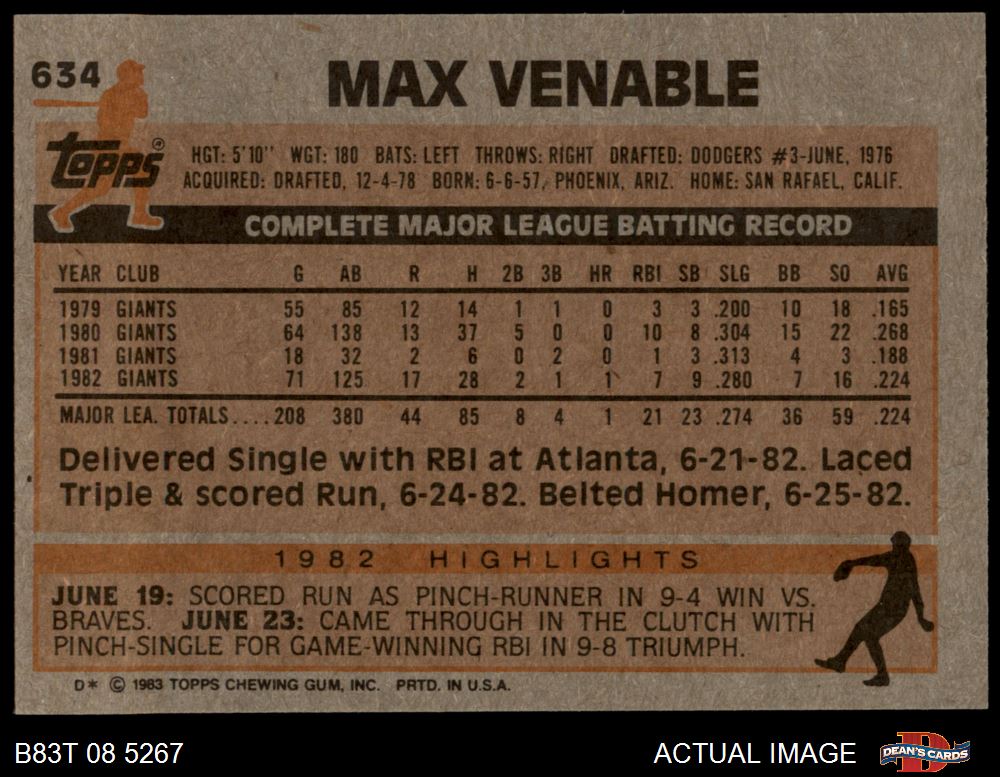 634
MAX VENABLE
Topps®
HGT: 5'10" WGT: 180 BATS: LEFT THROWS: RIGHT DRAFTED: DODGERS #3-JUNE, 1976
ACQUIRED: DRAFTED, 12-4-78 BORN: 6-6-57, PHOENIX, ARIZ. HOME: SAN RAFAEL, CALIF.
COMPLETE MAJOR LEAGUE BATTING RECORD
YEAR CLUB G AB R H 2B 3B HR RBI SB SLG BB SO AVG
1979 GIANTS 55 85 12 14 1 1 0 3 3 .200 10 18 .165
1980 GIANTS 64 138 13 37 5 0 0 10 8 .304 15 22 .268
1981 GIANTS 18 32 2 6 0 2 0 1 3 .313 4 3 .188
1982 GIANTS 71 125 17 28 2 1 1 7 9 .280 7 16 .224
MAJOR LEA. TOTALS....208 380 44 85 8 4 1 21 23 .274 36 59 .224
Delivered Single with RBI at Atlanta, 6-21-82. Laced
Triple & scored Run, 6-24-82. Belted Homer, 6-25-82.
1982 HIGHLIGHTS
JUNE 19: SCORED RUN AS PINCH-RUNNER IN 9-4 WIN VS.
BRAVES. JUNE 23: CAME THROUGH IN THE CLUTCH WITH
PINCH-SINGLE FOR GAME-WINNING RBI IN 9-8 TRIUMPH.
D* © 1983 TOPPS CHEWING GUM, INC. PRTD. IN U.S.A.
B83T 08 5267
ACTUAL IMAGE
DEAN'S CARDS